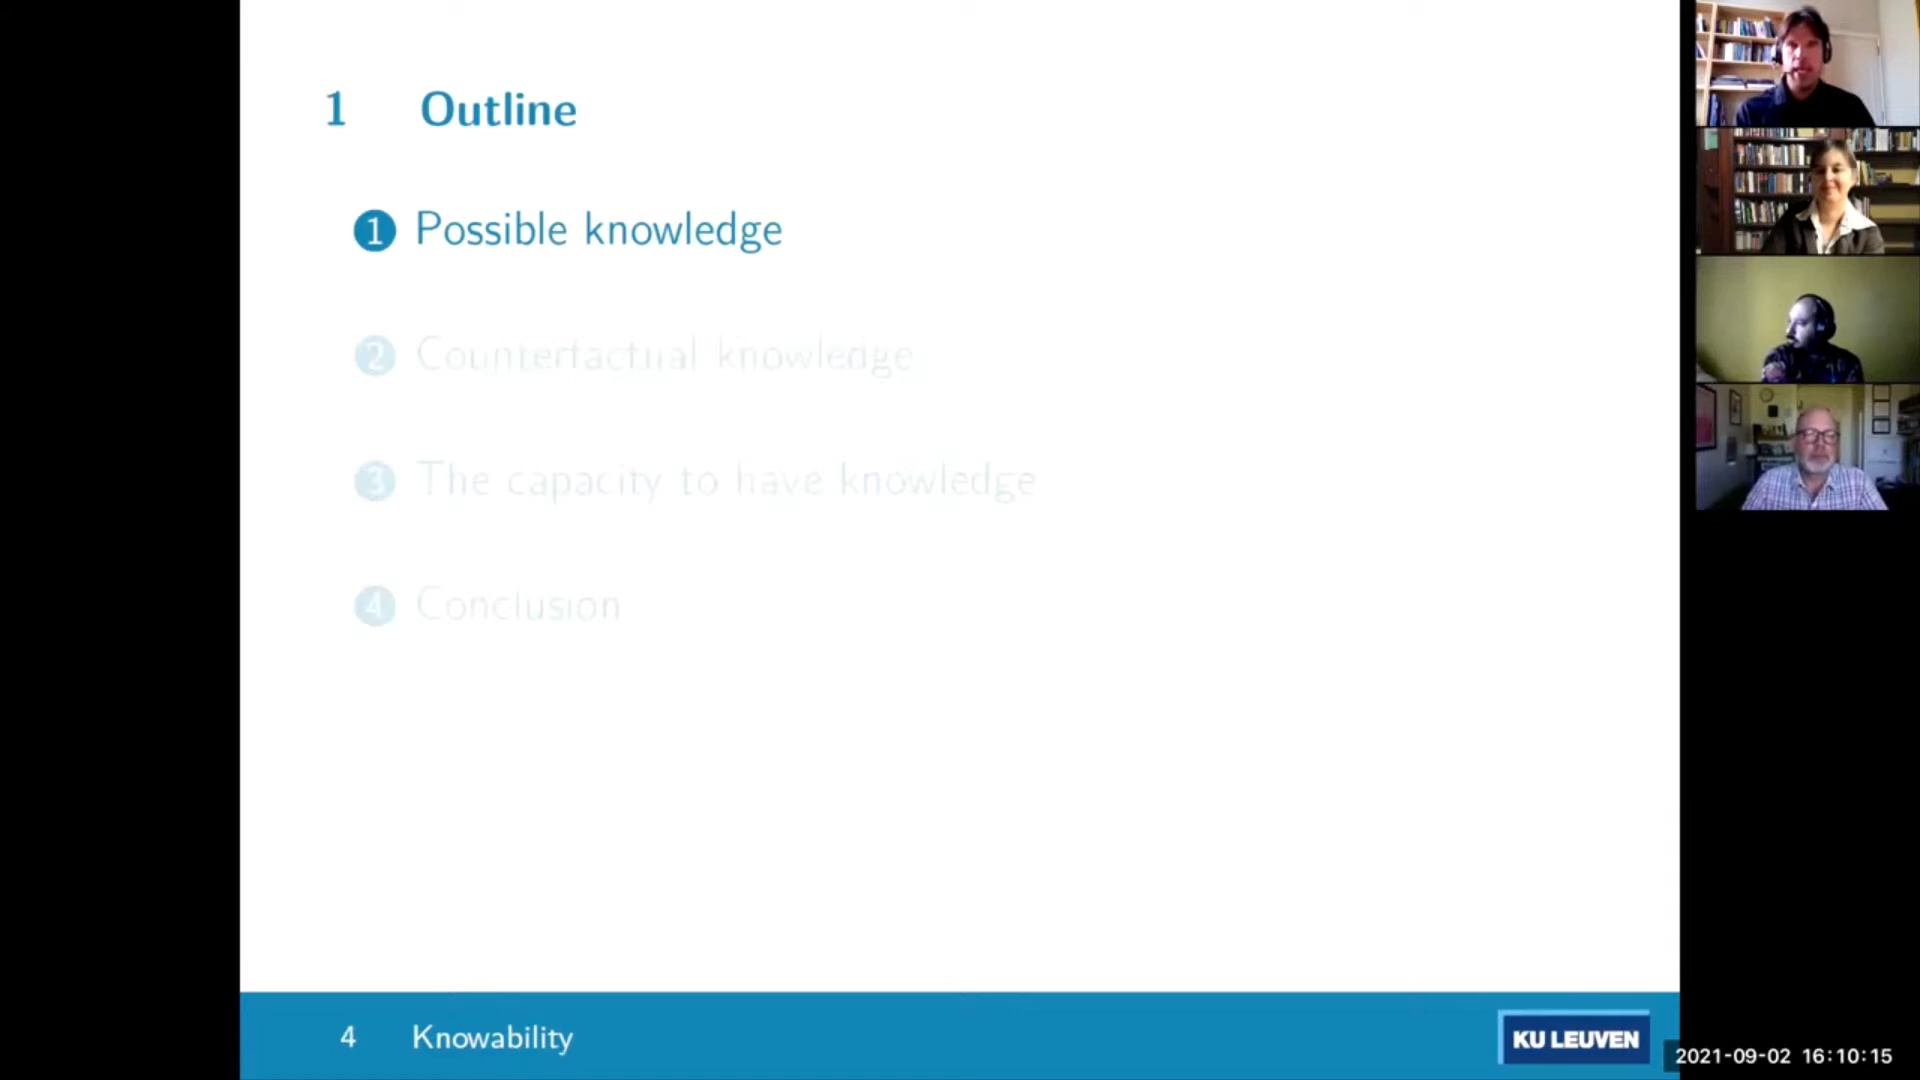 1 Outline
1 Possible knowledge
2 Counterfactual knowledge
3 The capacity to have knowledge
4 Conclusion
4 Knowability
KU LEUVEN
2021-09-02 16:10:15